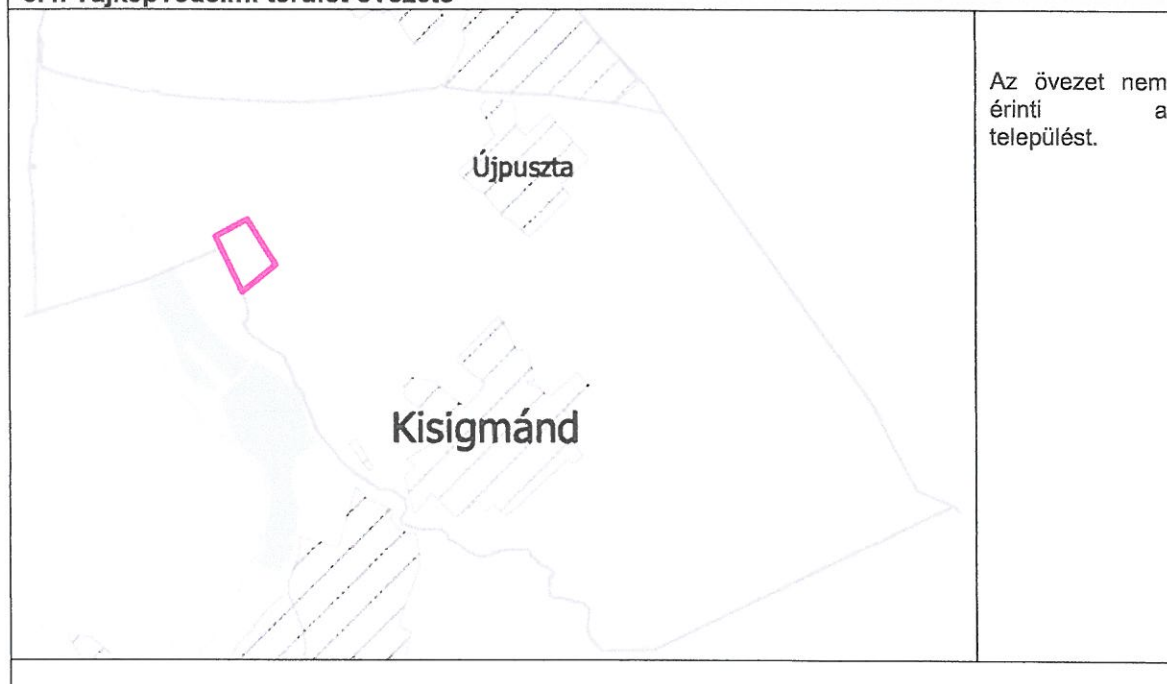 Az övezet nem
érinti a
települést.
Újpuszta
Kisigmánd